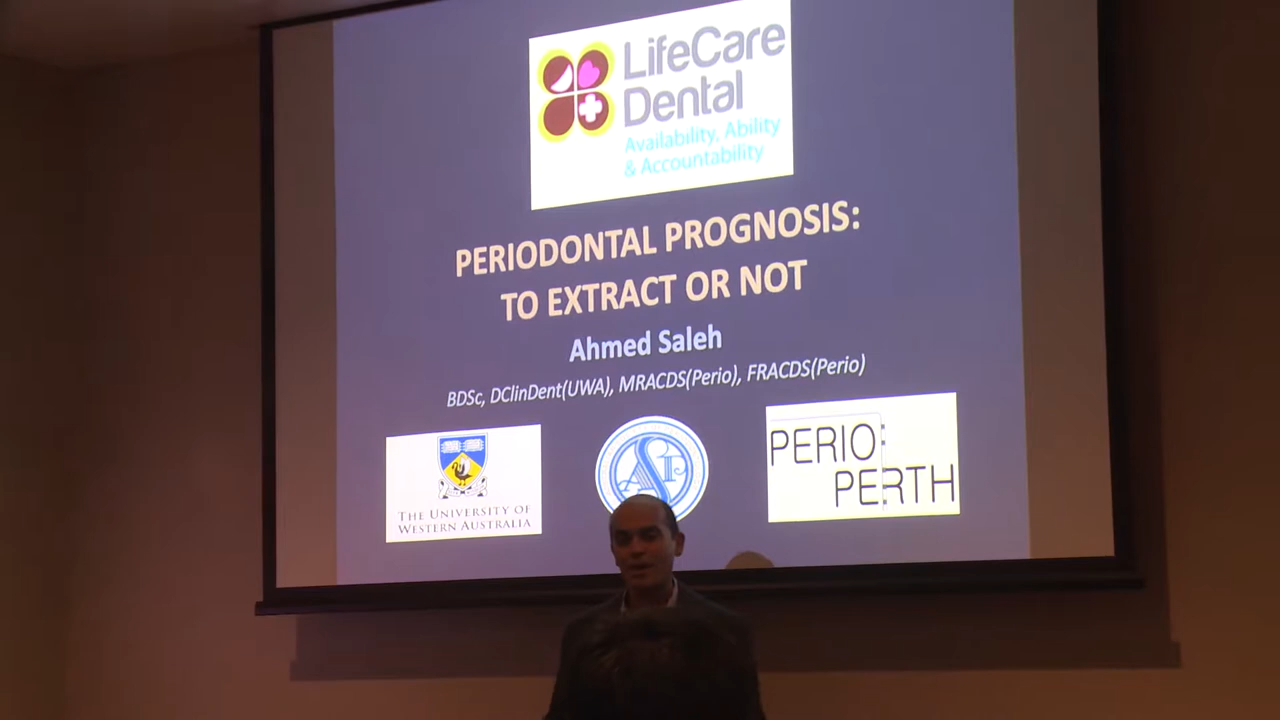 LifeCare
Dental
Availability, Ability
& Accountability
PERIODONTAL PROGNOSIS:
TO EXTRACT OR NOT
Ahmed Saleh
BDSc, DClinDent(UWA), MRACDS(Perio), FRACDS(Perio)
THE UNIVERSITY OF
WESTERN AUSTRALIA
PERIO:
PERTH